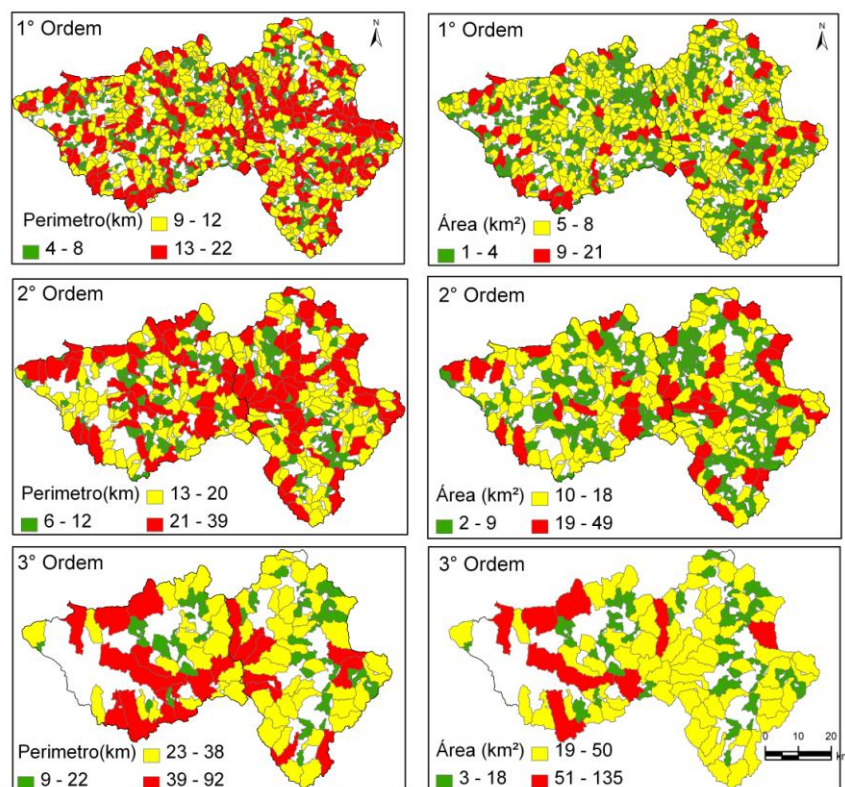 1° Ordem
N
Perimetro(km)
9 - 12
4 - 8
13 - 22
1° Ordem
N
Área (km²)
5 - 8
1 - 4
9 - 21
2° Ordem
Perimetro(km)
13 - 20
6 - 12
21 - 39
2° Ordem
Área (km²)
10 - 18
2 - 9
19 - 49
3° Ordem
Perimetro(km)
23 - 38
9 - 22
39 - 92
3° Ordem
Área (km²)
19 - 50
3 - 18
51 - 135
0 5 10 20
km